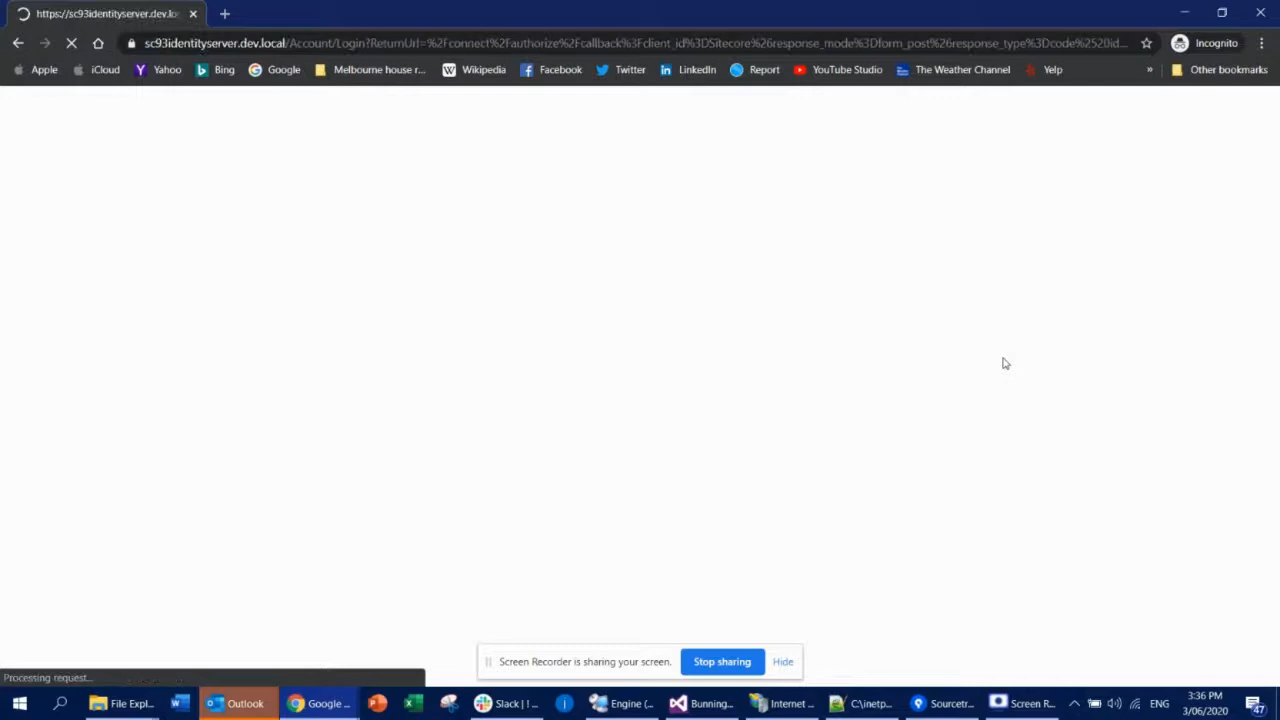 https://sc93identityserver.dev.lo
sc93identityserver.dev.local/Account/Login?ReturnUrl=%2Fconnect%2Fauthorize%2Fcallback%3Fclient_id%3DSitecore%26response_mode%3Dform_post%26response_type%3Dcode%2520id... Incognito
Apple iCloud Yahoo Bing Google Melbourne house r... Wikipedia Facebook Twitter LinkedIn Report YouTube Studio The Weather Channel Yelp » Other bookmarks
Screen Recorder is sharing your screen. Stop sharing Hide
Processing request...
File Expl... Outlook Google ... Slack | ! ... Engine (... Bunning... Internet ... C:\inetp... Sourcetr... Screen R... ENG 3:36 PM
3/06/2020 47